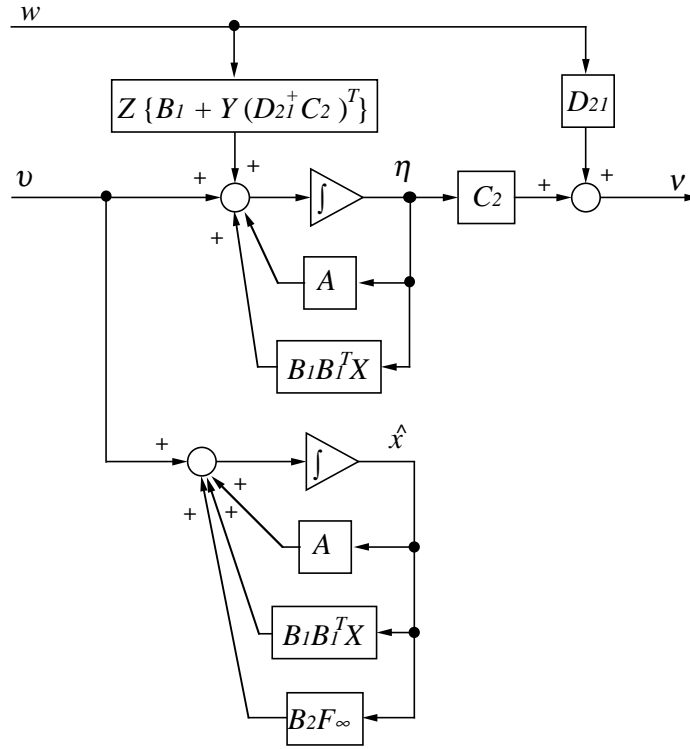 w
Z {B₁ + Y (D₂₁⁺ C₂ )ᵀ}
D₂₁
+ +
υ + ∫ η C₂ + ν
+
A
B₁B₁ᵀX
+ ∫ x̂
+
+ +
A
B₁B₁ᵀX
B₂F∞